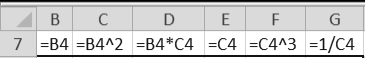 B C D E F G
7 =B4 =B4^2 =B4*C4 =C4 =C4^3 =1/C4